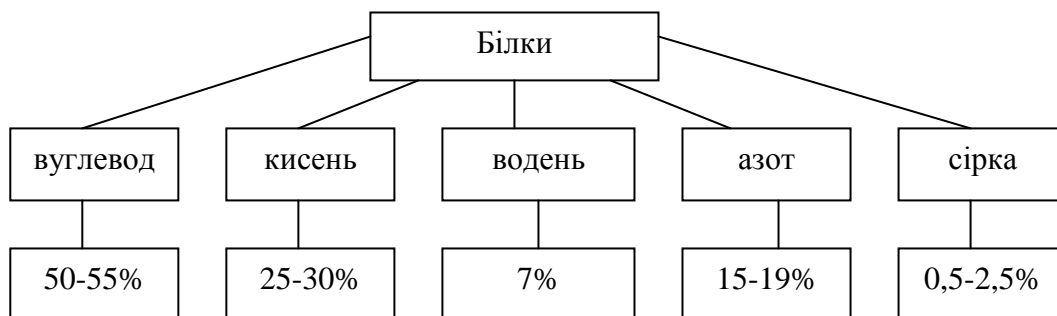 Білки
вуглевод
кисень
водень
азот
сірка
50-55%
25-30%
7%
15-19%
0,5-2,5%